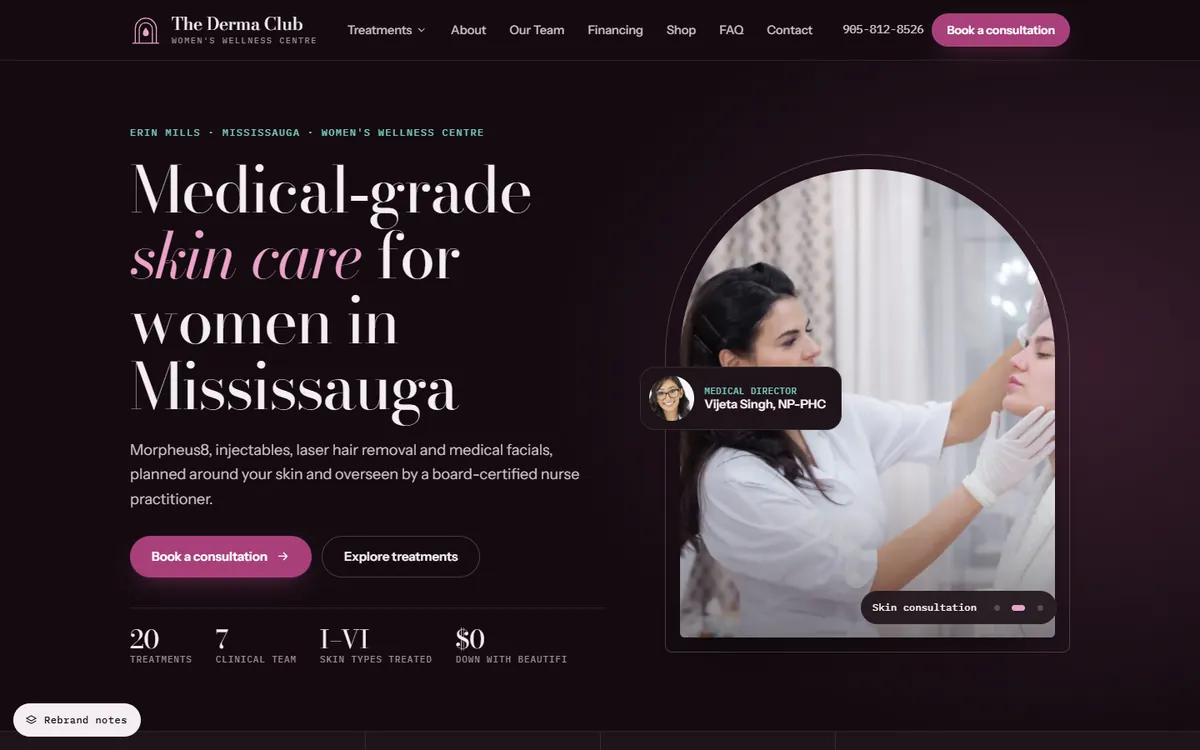 The Derma Club
WOMEN'S WELLNESS CENTRE
Treatments
About
Our Team
Financing
Shop
FAQ
Contact
905-812-8526
Book a consultation
ERIN MILLS · MISSISSAUGA · WOMEN'S WELLNESS CENTRE
Medical-grade
skin care for
women in
Mississauga
Morpheus8, injectables, laser hair removal and medical facials,
planned around your skin and overseen by a board-certified nurse
practitioner.
Book a consultation →
Explore treatments
20
TREATMENTS
7
CLINICAL TEAM
I–VI
SKIN TYPES TREATED
$0
DOWN WITH BEAUTIFI
MEDICAL DIRECTOR
Vijeta Singh, NP-PHC
Skin consultation
Rebrand notes